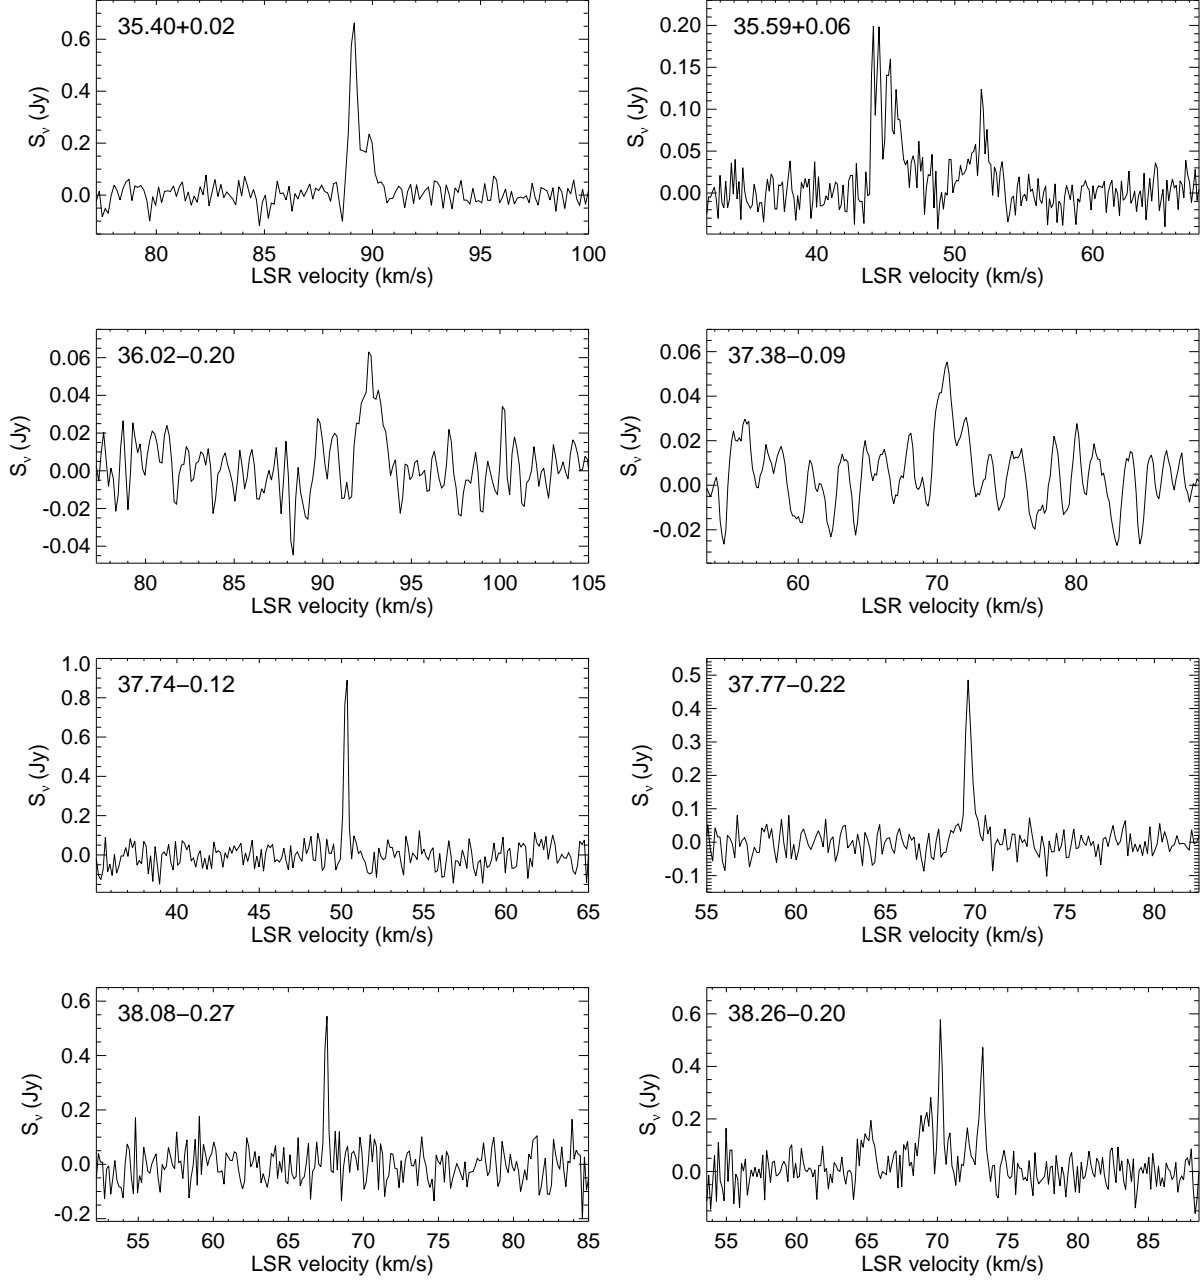 35.40+0.02
0.6
0.4
0.2
0.0
Sν (Jy)
80 85 90 95 100
LSR velocity (km/s)
35.59+0.06
0.20
0.15
0.10
0.05
0.00
Sν (Jy)
40 50 60
LSR velocity (km/s)
36.02−0.20
0.06
0.04
0.02
0.00
-0.02
-0.04
Sν (Jy)
80 85 90 95 100 105
LSR velocity (km/s)
37.38−0.09
0.06
0.04
0.02
0.00
-0.02
Sν (Jy)
60 70 80
LSR velocity (km/s)
37.74−0.12
1.0
0.8
0.6
0.4
0.2
0.0
Sν (Jy)
40 45 50 55 60 65
LSR velocity (km/s)
37.77−0.22
0.5
0.4
0.3
0.2
0.1
0.0
-0.1
Sν (Jy)
55 60 65 70 75 80
LSR velocity (km/s)
38.08−0.27
0.6
0.4
0.2
0.0
-0.2
Sν (Jy)
55 60 65 70 75 80 85
LSR velocity (km/s)
38.26−0.20
0.6
0.4
0.2
0.0
Sν (Jy)
55 60 65 70 75 80 85
LSR velocity (km/s)